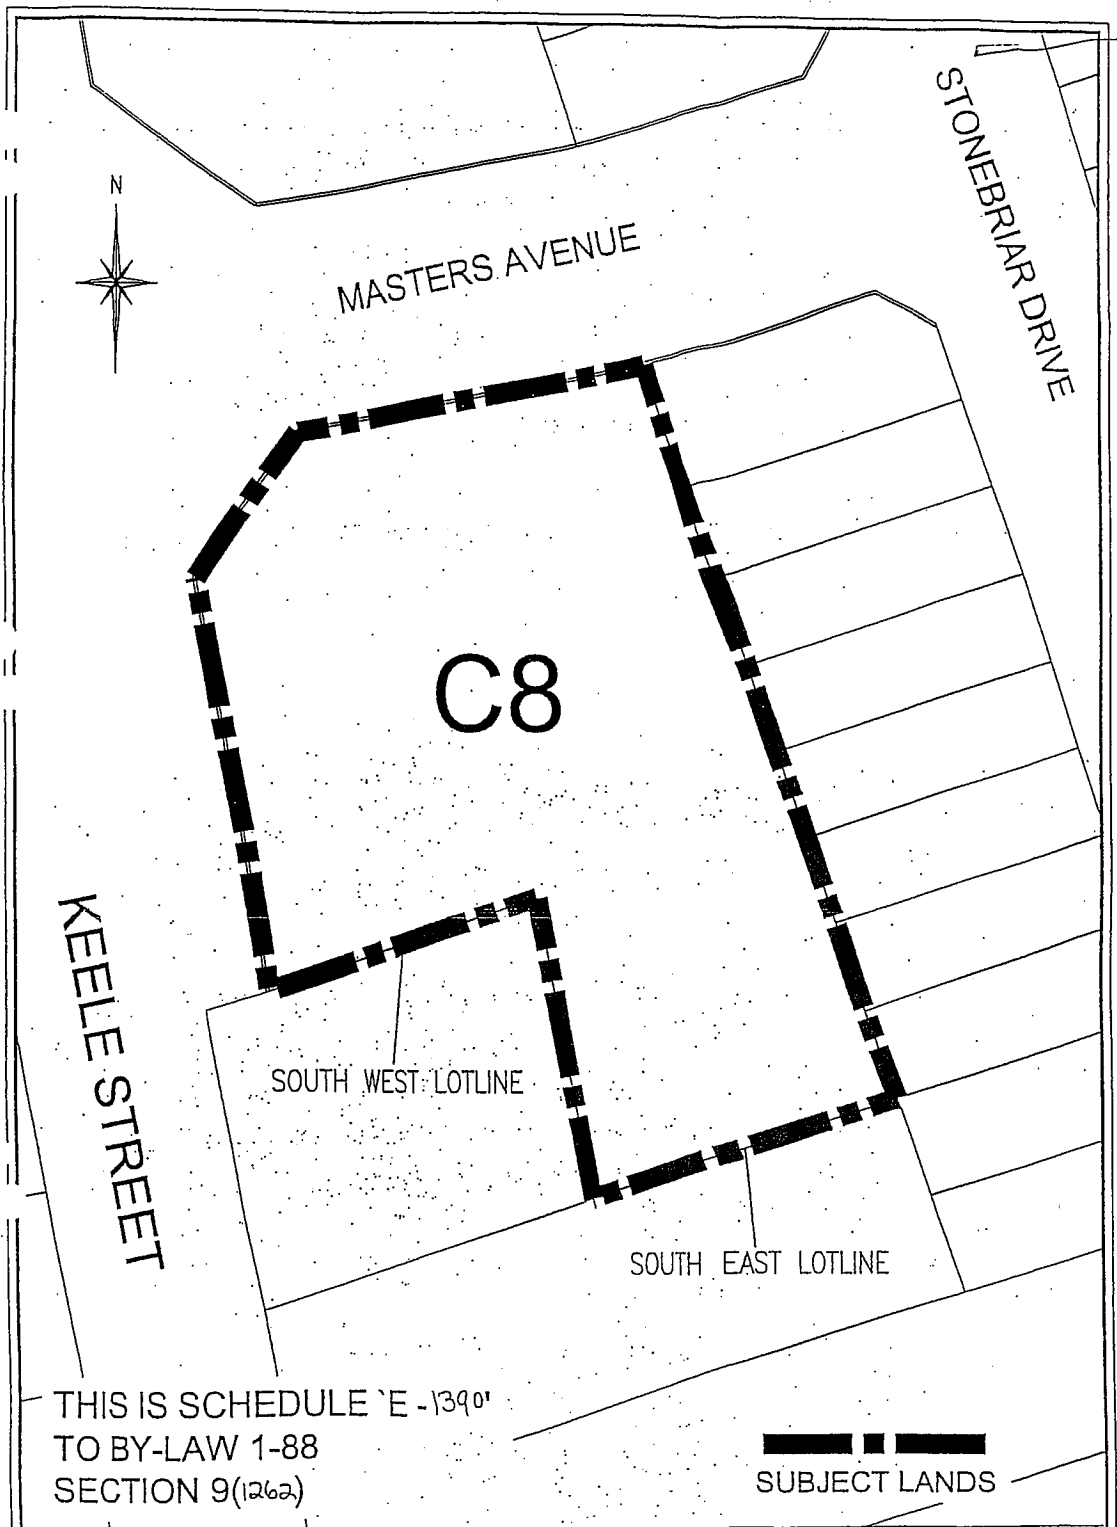 STONEBRIAR DRIVE
N
MASTERS AVENUE
C8
KEELE STREET
SOUTH WEST LOTLINE
SOUTH EAST LOTLINE
THIS IS SCHEDULE 'E-1390'
TO BY-LAW 1-88
SECTION 9(1262)
SUBJECT LANDS